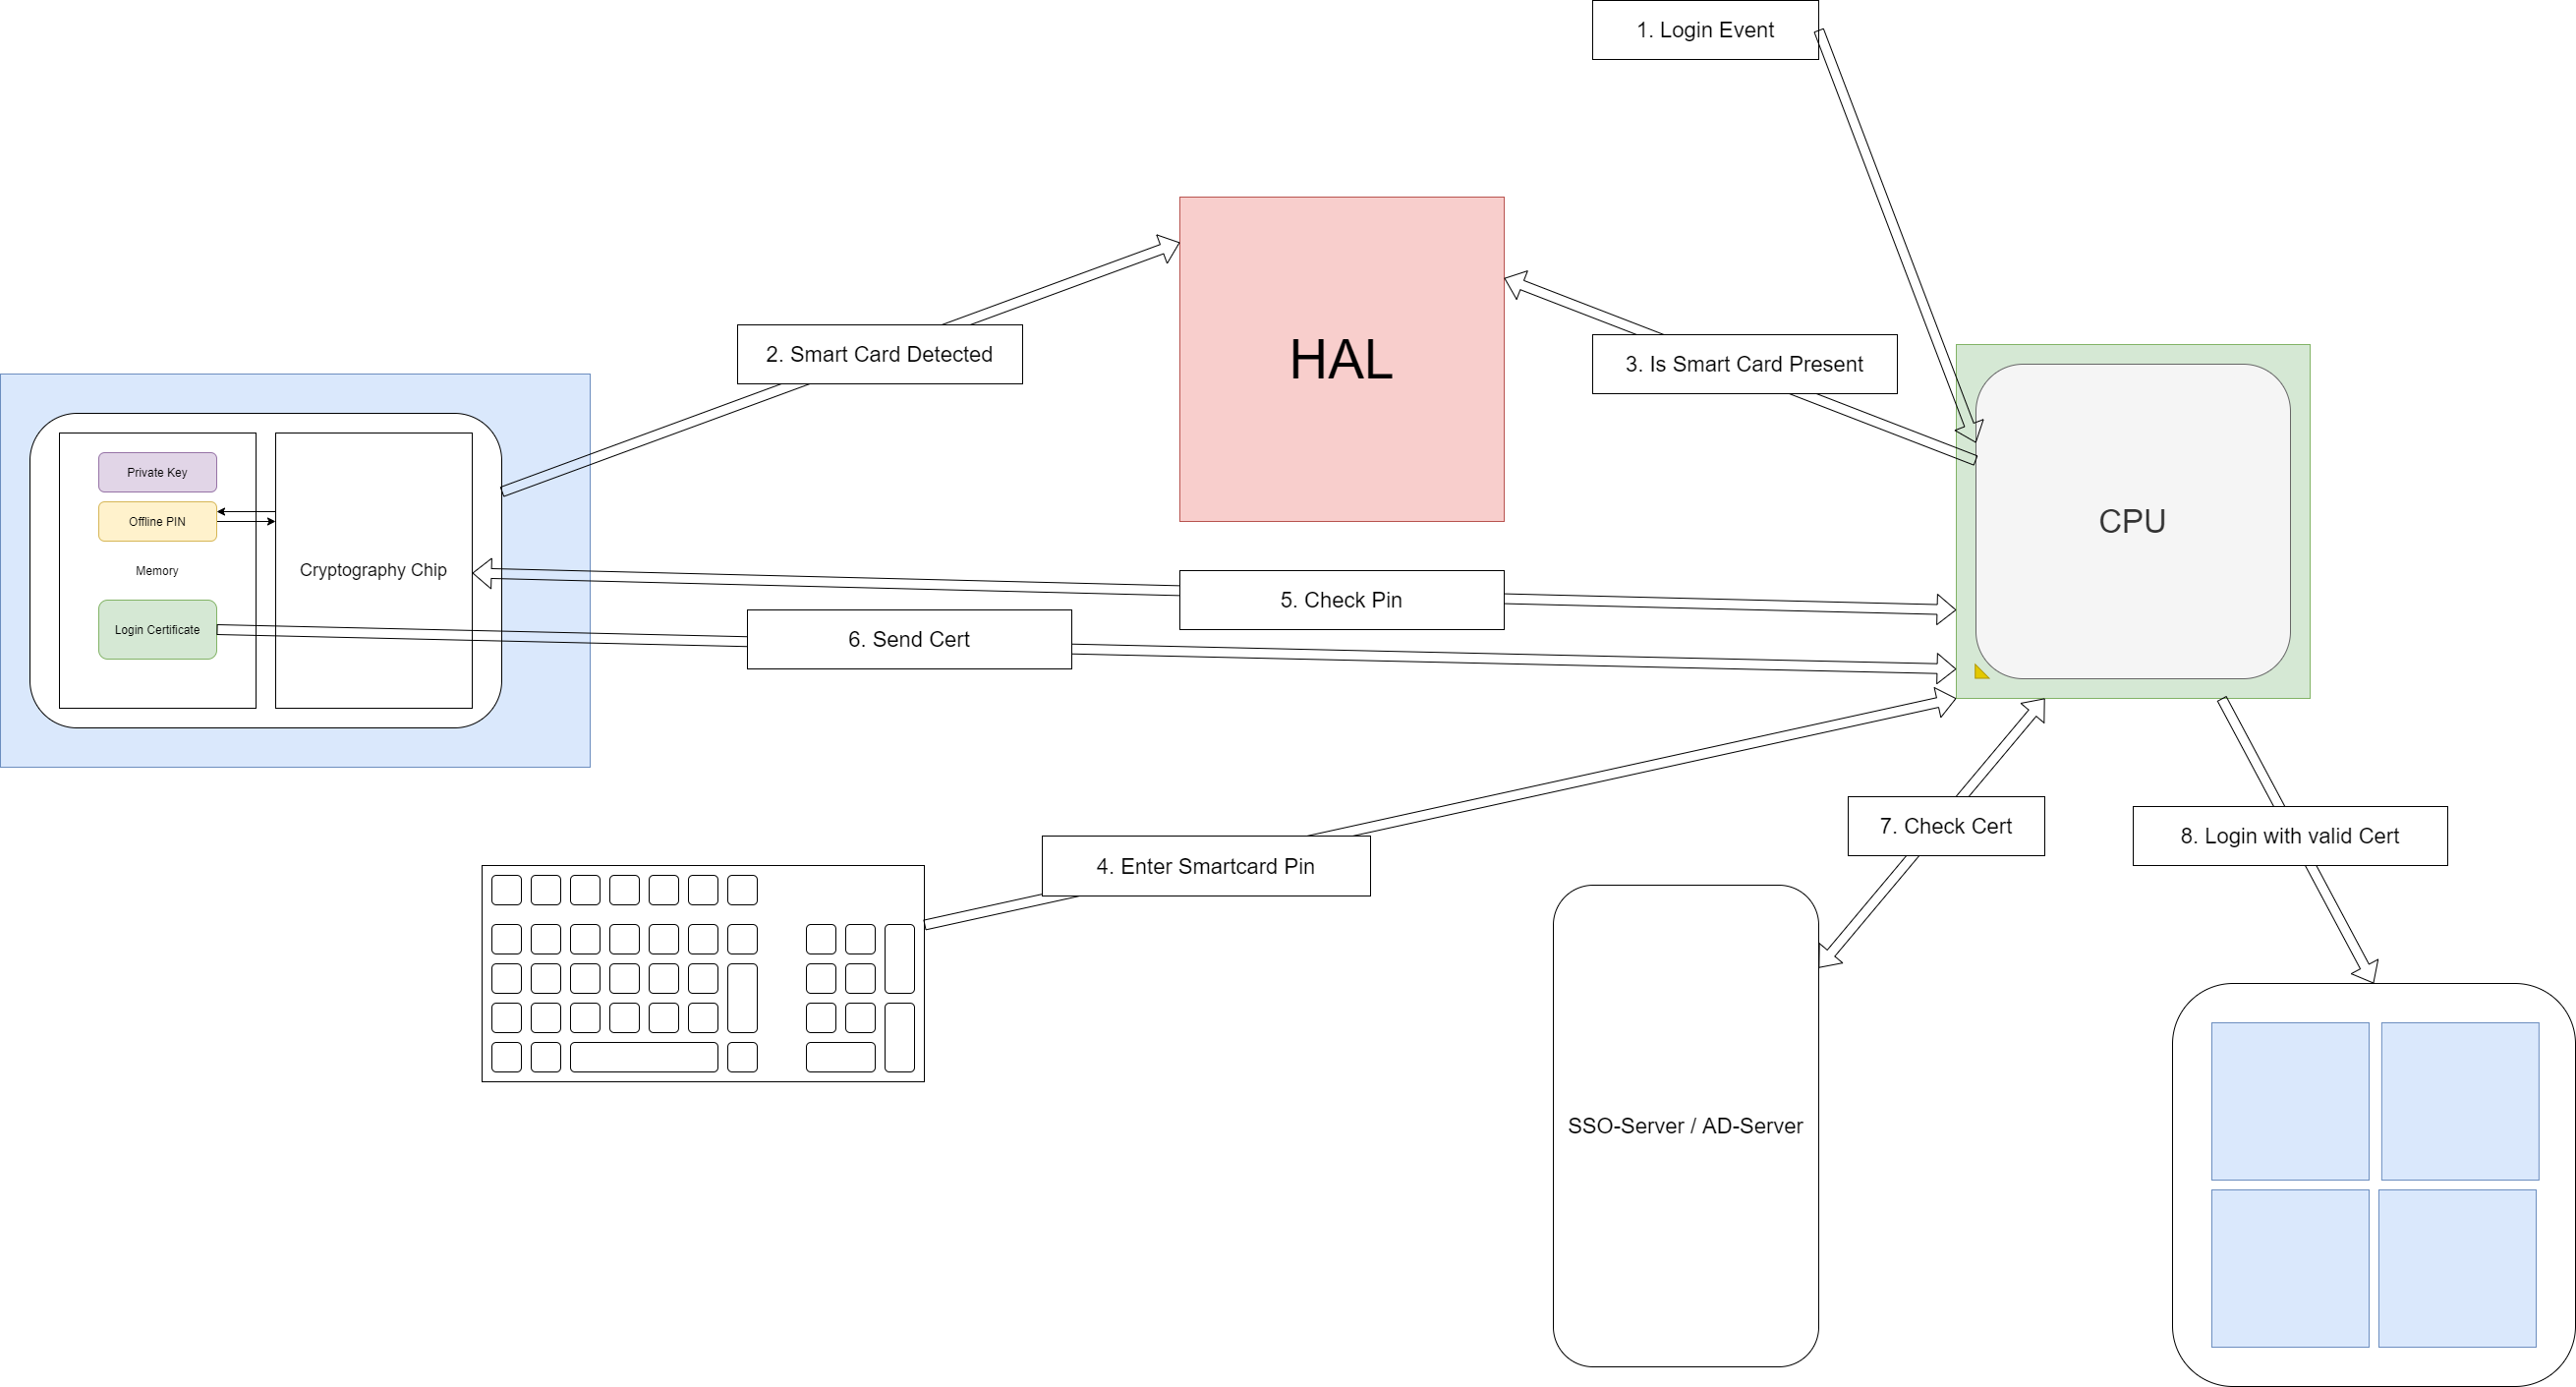 1. Login Event
2. Smart Card Detected
HAL
3. Is Smart Card Present
Private Key
Offline PIN
Memory
Login Certificate
Cryptography Chip
CPU
5. Check Pin
6. Send Cert
4. Enter Smartcard Pin
7. Check Cert
8. Login with valid Cert
SSO-Server / AD-Server